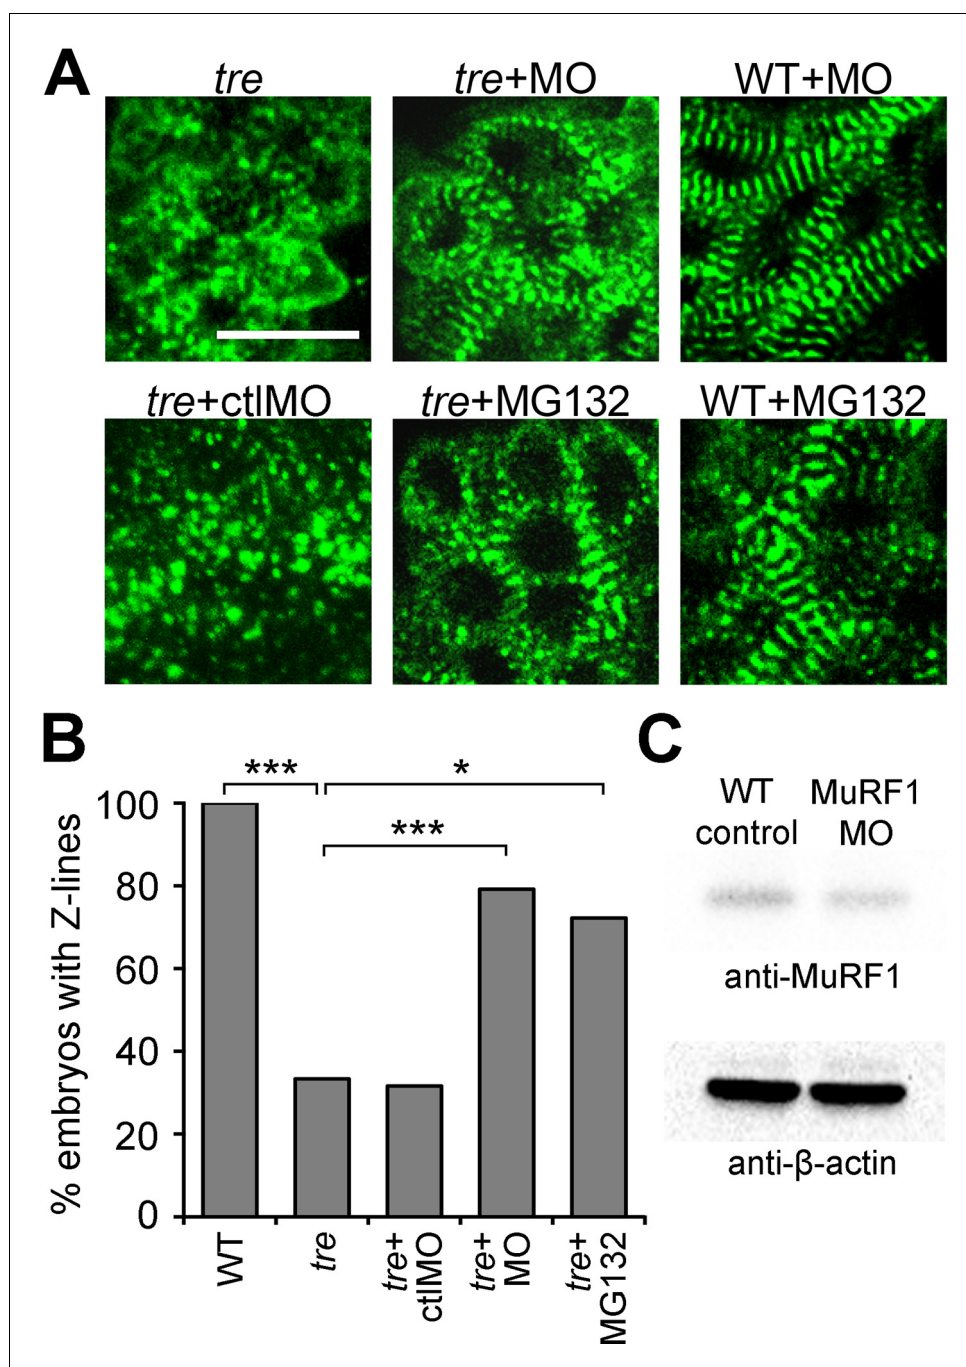 A
tre
tre+MO
WT+MO
tre+ctlMO
tre+MG132
WT+MG132
B
***
*
***
% embryos with Z-lines
100
80
60
40
20
0
WT
tre
tre+
ctlMO
tre+
MO
tre+
MG132
C
WT
control
MuRF1
MO
anti-MuRF1
anti-β-actin